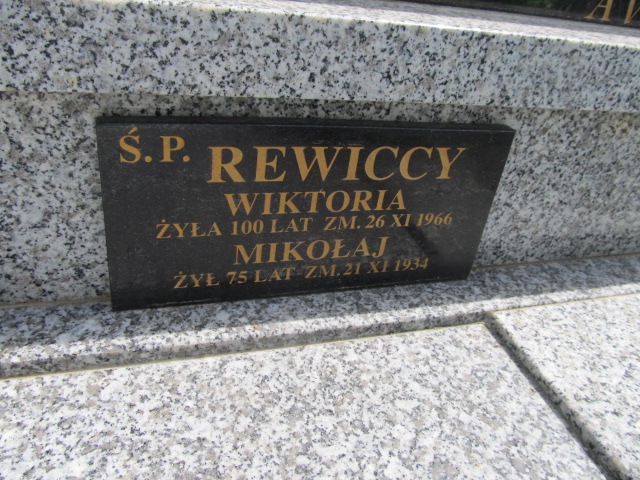 Ś.P. REWICCY
WIKTORIA
ŻYŁA 100 LAT ZM. 26 XI 1966
MIKOŁAJ
ŻYŁ 75 LAT ZM. 21 XI 1934